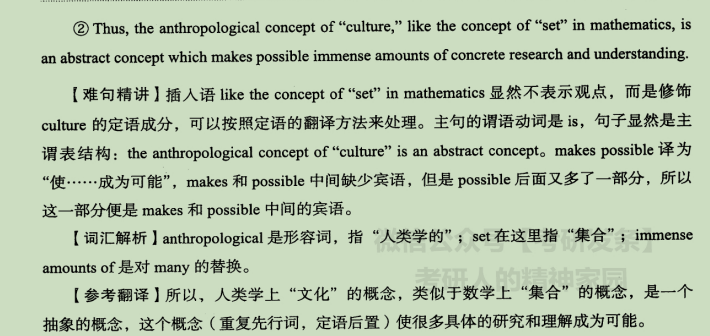 ② Thus, the anthropological concept of “culture,” like the concept of “set” in mathematics, is
an abstract concept which makes possible immense amounts of concrete research and understanding.
【难句精讲】插入语 like the concept of “set” in mathematics 显然不表示观点，而是修饰
culture 的定语成分，可以按照定语的翻译方法来处理。主句的谓语动词是 is，句子显然是主
谓表结构：the anthropological concept of “culture” is an abstract concept。makes possible 译为
“使……成为可能”，makes 和 possible 中间缺少宾语，但是 possible 后面又多了一部分，所以
这一部分便是 makes 和 possible 中间的宾语。
【词汇解析】anthropological 是形容词，指“人类学的”；set 在这里指“集合”；immense
amounts of 是对 many 的替换。
考研人的精神家园
【参考翻译】所以，人类学上“文化”的概念，类似于数学上“集合”的概念，是一个
抽象的概念，这个概念（重复先行词，定语后置）使很多具体的研究和理解成为可能。